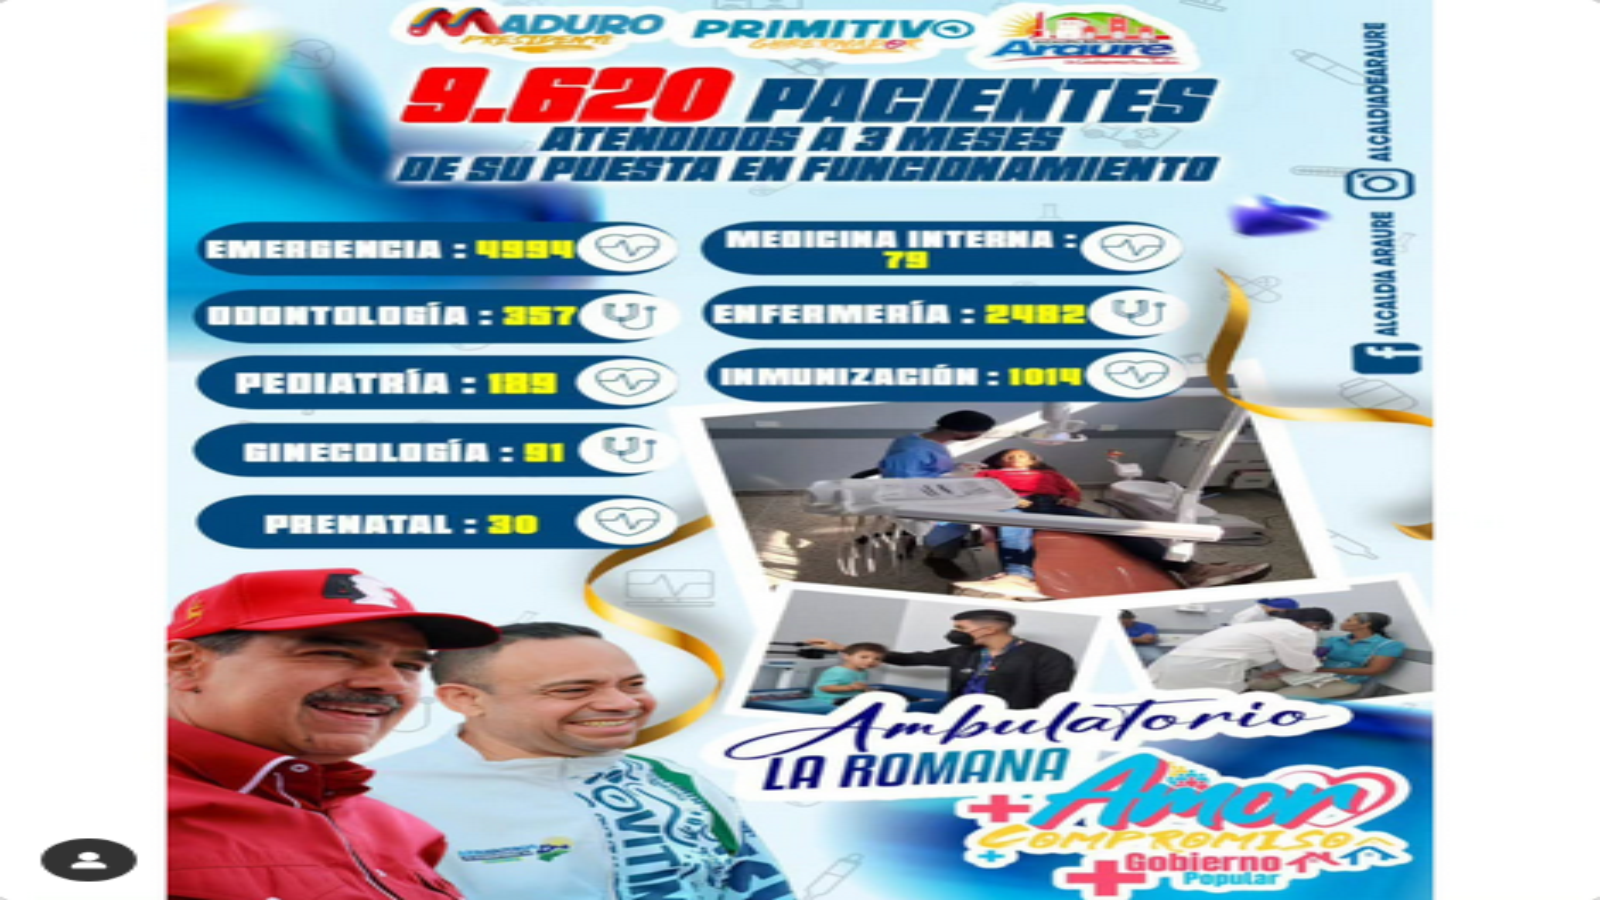 MADURO
PRESIDENTE
PRIMITIVO
GOBERNADOR
Araure
9.620 PACIENTES
ATENDIDOS A 3 MESES
DE SU PUESTA EN FUNCIONAMIENTO
EMERGENCIA : 4994
ODONTOLOGÍA : 357
PEDIATRÍA : 189
GINECOLOGÍA : 91
PRENATAL : 30
MEDICINA INTERNA :
79
ENFERMERÍA : 2482
INMUNIZACIÓN : 1014
ALCALDIADEARAURE
ALCALDIA ARAURE
Ambulatorio
LA ROMANA
Amor
COMPROMISO
Gobierno
Popular